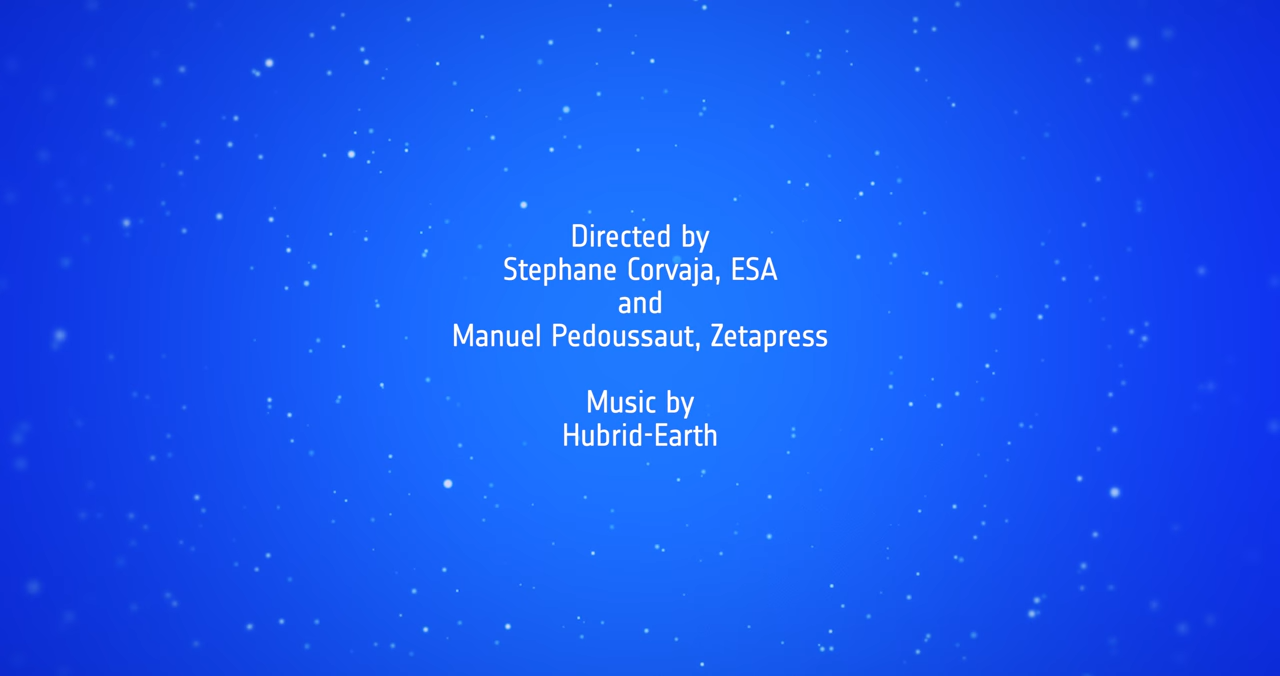 Directed by
Stephane Corvaja, ESA
and
Manuel Pedoussaut, Zetapress
Music by
Hubrid-Earth